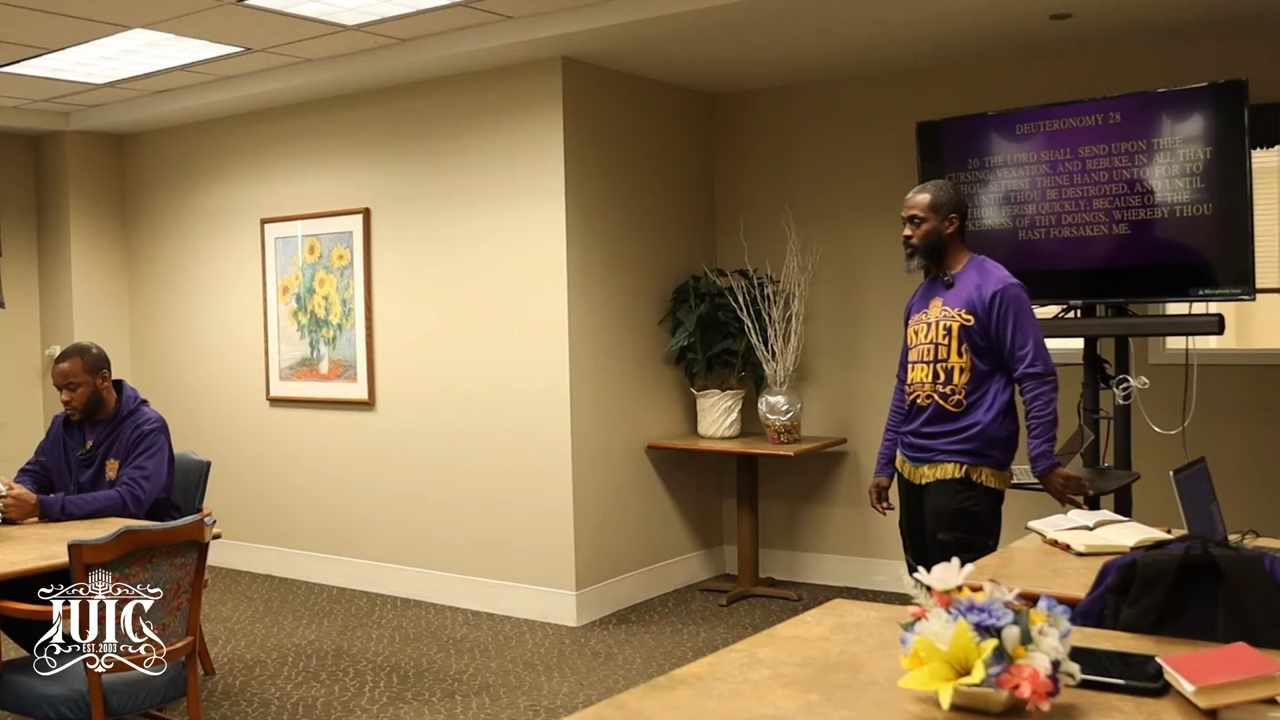 DEUTERONOMY 28
20 THE LORD SHALL SEND UPON THEE
CURSING, VEXATION, AND REBUKE, IN ALL THAT
THOU SETTEST THINE HAND UNTO FOR TO
UNTIL THOU BE DESTROYED, AND UNTIL
THOU PERISH QUICKLY; BECAUSE OF THE
CKEDNESS OF THY DOINGS, WHEREBY THOU
HAST FORSAKEN ME.
ISRAEL
UNITED IN
CHRIST
IUIC
EST. 2003